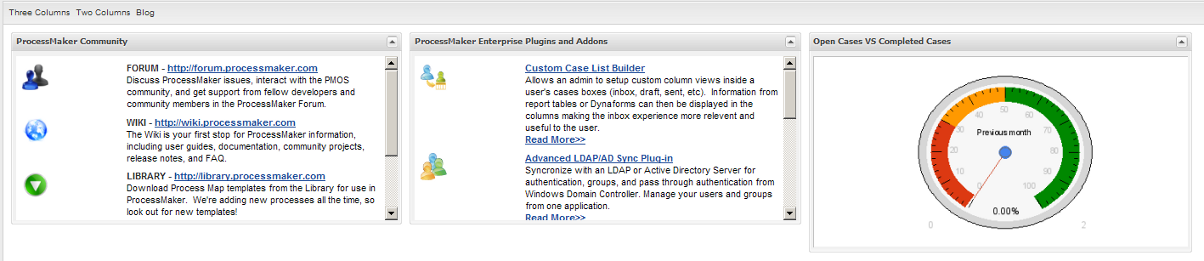 Three Columns Two Columns Blog
ProcessMaker Community
FORUM - http://forum.processmaker.com
Discuss ProcessMaker issues, interact with the PMOS
community, and get support from fellow developers and
community members in the ProcessMaker Forum.
WIKI - http://wiki.processmaker.com
The Wiki is your first stop for ProcessMaker information,
including user guides, documentation, community projects,
release notes, and FAQ.
LIBRARY - http://library.processmaker.com
Download Process Map templates from the Library for use in
ProcessMaker. We're adding new processes all the time, so
look out for new templates!
ProcessMaker Enterprise Plugins and Addons
Custom Case List Builder
Allows an admin to setup custom column views inside a
user's cases boxes (inbox, draft, sent, etc). Information from
report tables or Dynaforms can then be displayed in the
columns making the inbox experience more relevent and
useful to the user.
Read More>>
Advanced LDAP/AD Sync Plug-in
Syncronize with an LDAP or Active Directory Server for
authentication, groups, and pass through authentication from
Windows Domain Controller. Manage your users and groups
from one application.
Read More>>
Open Cases VS Completed Cases
50
40 60
30 70
Previous month
20 80
10 90
0 100
0.00%
0 2